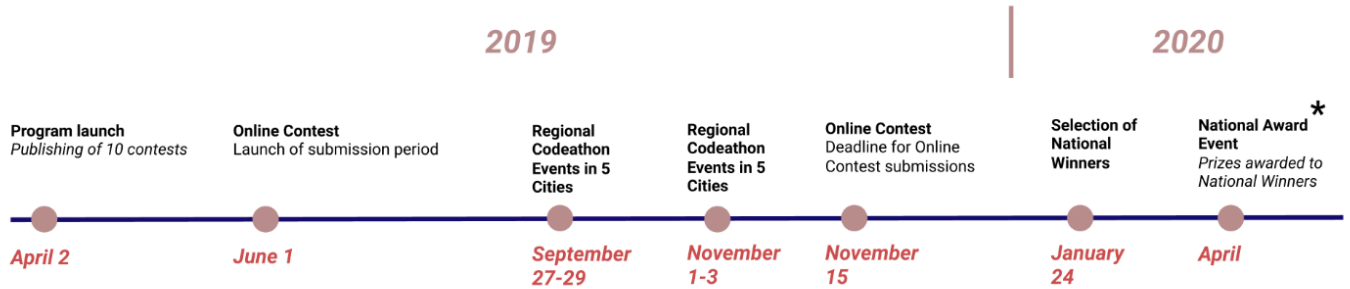 2019
2020
Program launch
Publishing of 10 contests
April 2
Online Contest
Launch of submission period
June 1
Regional
Codeathon
Events in 5
Cities
September
27-29
Regional
Codeathon
Events in 5
Cities
November
1-3
Online Contest
Deadline for Online
Contest submissions
November
15
Selection of
National
Winners
January
24
National Award *
Event
Prizes awarded to
National Winners
April